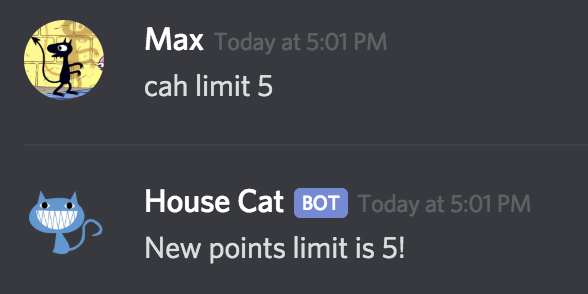 Max Today at 5:01 PM
cah limit 5
House Cat BOT Today at 5:01 PM
New points limit is 5!